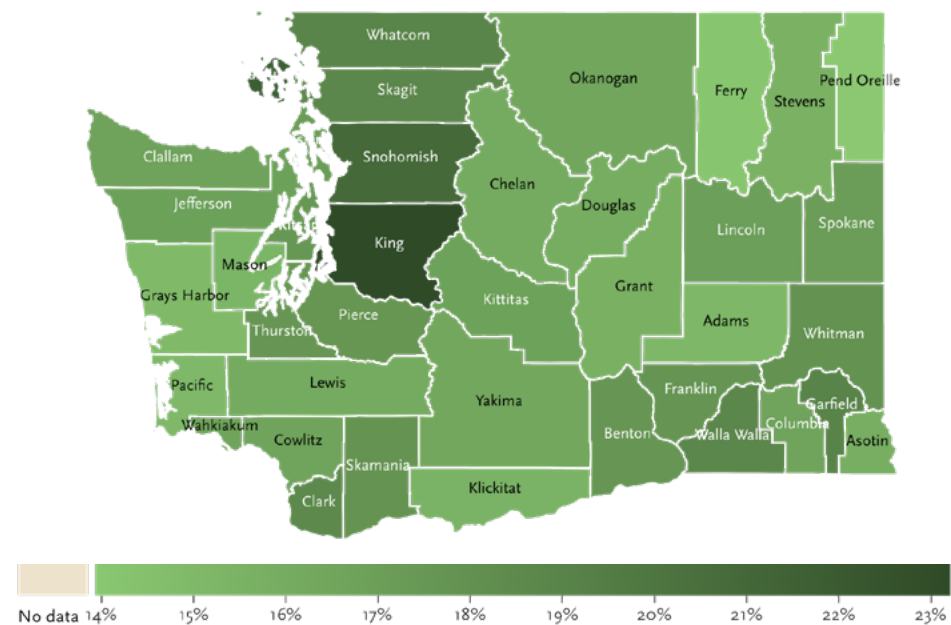 Whatcom
Okanogan
Pend Oreille
Skagit
Ferry
Stevens
Clallam
Snohomish
Chelan
Jefferson
Douglas
King
Lincoln
Spokane
Mason
Grays Harbor
Grant
Kittitas
Pierce
Adams
Thurston
Whitman
Pacific
Lewis
Franklin
Yakima
Garfield
Wahkiakum
Columbia
Cowlitz
Benton
Walla Walla
Asotin
Skamania
Klickitat
Clark
No data 14% 15% 16% 17% 18% 19% 20% 21% 22% 23%